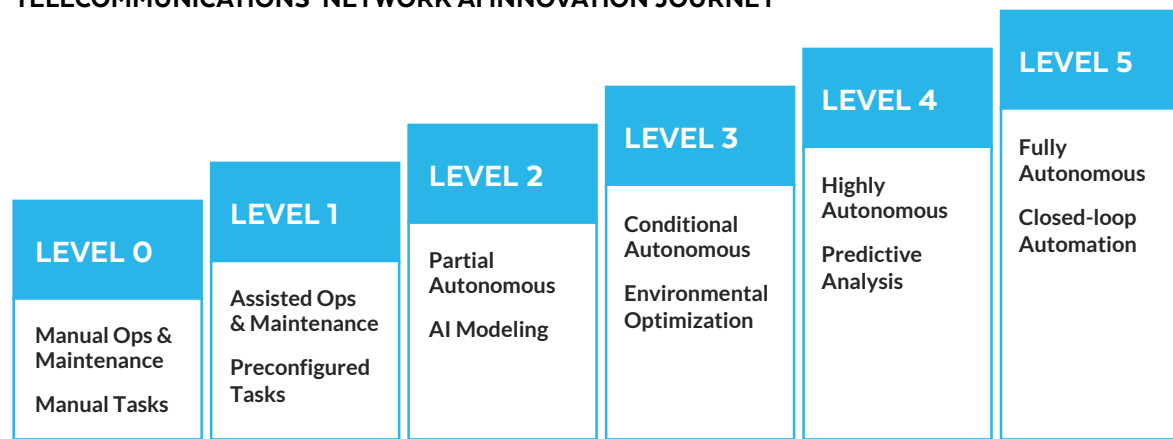 TELECOMMUNICATIONS' NETWORK AI INNOVATION JOURNEY
LEVEL 0
Manual Ops &
Maintenance
Manual Tasks
LEVEL 1
Assisted Ops
& Maintenance
Preconfigured
Tasks
LEVEL 2
Partial
Autonomous
AI Modeling
LEVEL 3
Conditional
Autonomous
Environmental
Optimization
LEVEL 4
Highly
Autonomous
Predictive
Analysis
LEVEL 5
Fully
Autonomous
Closed-loop
Automation